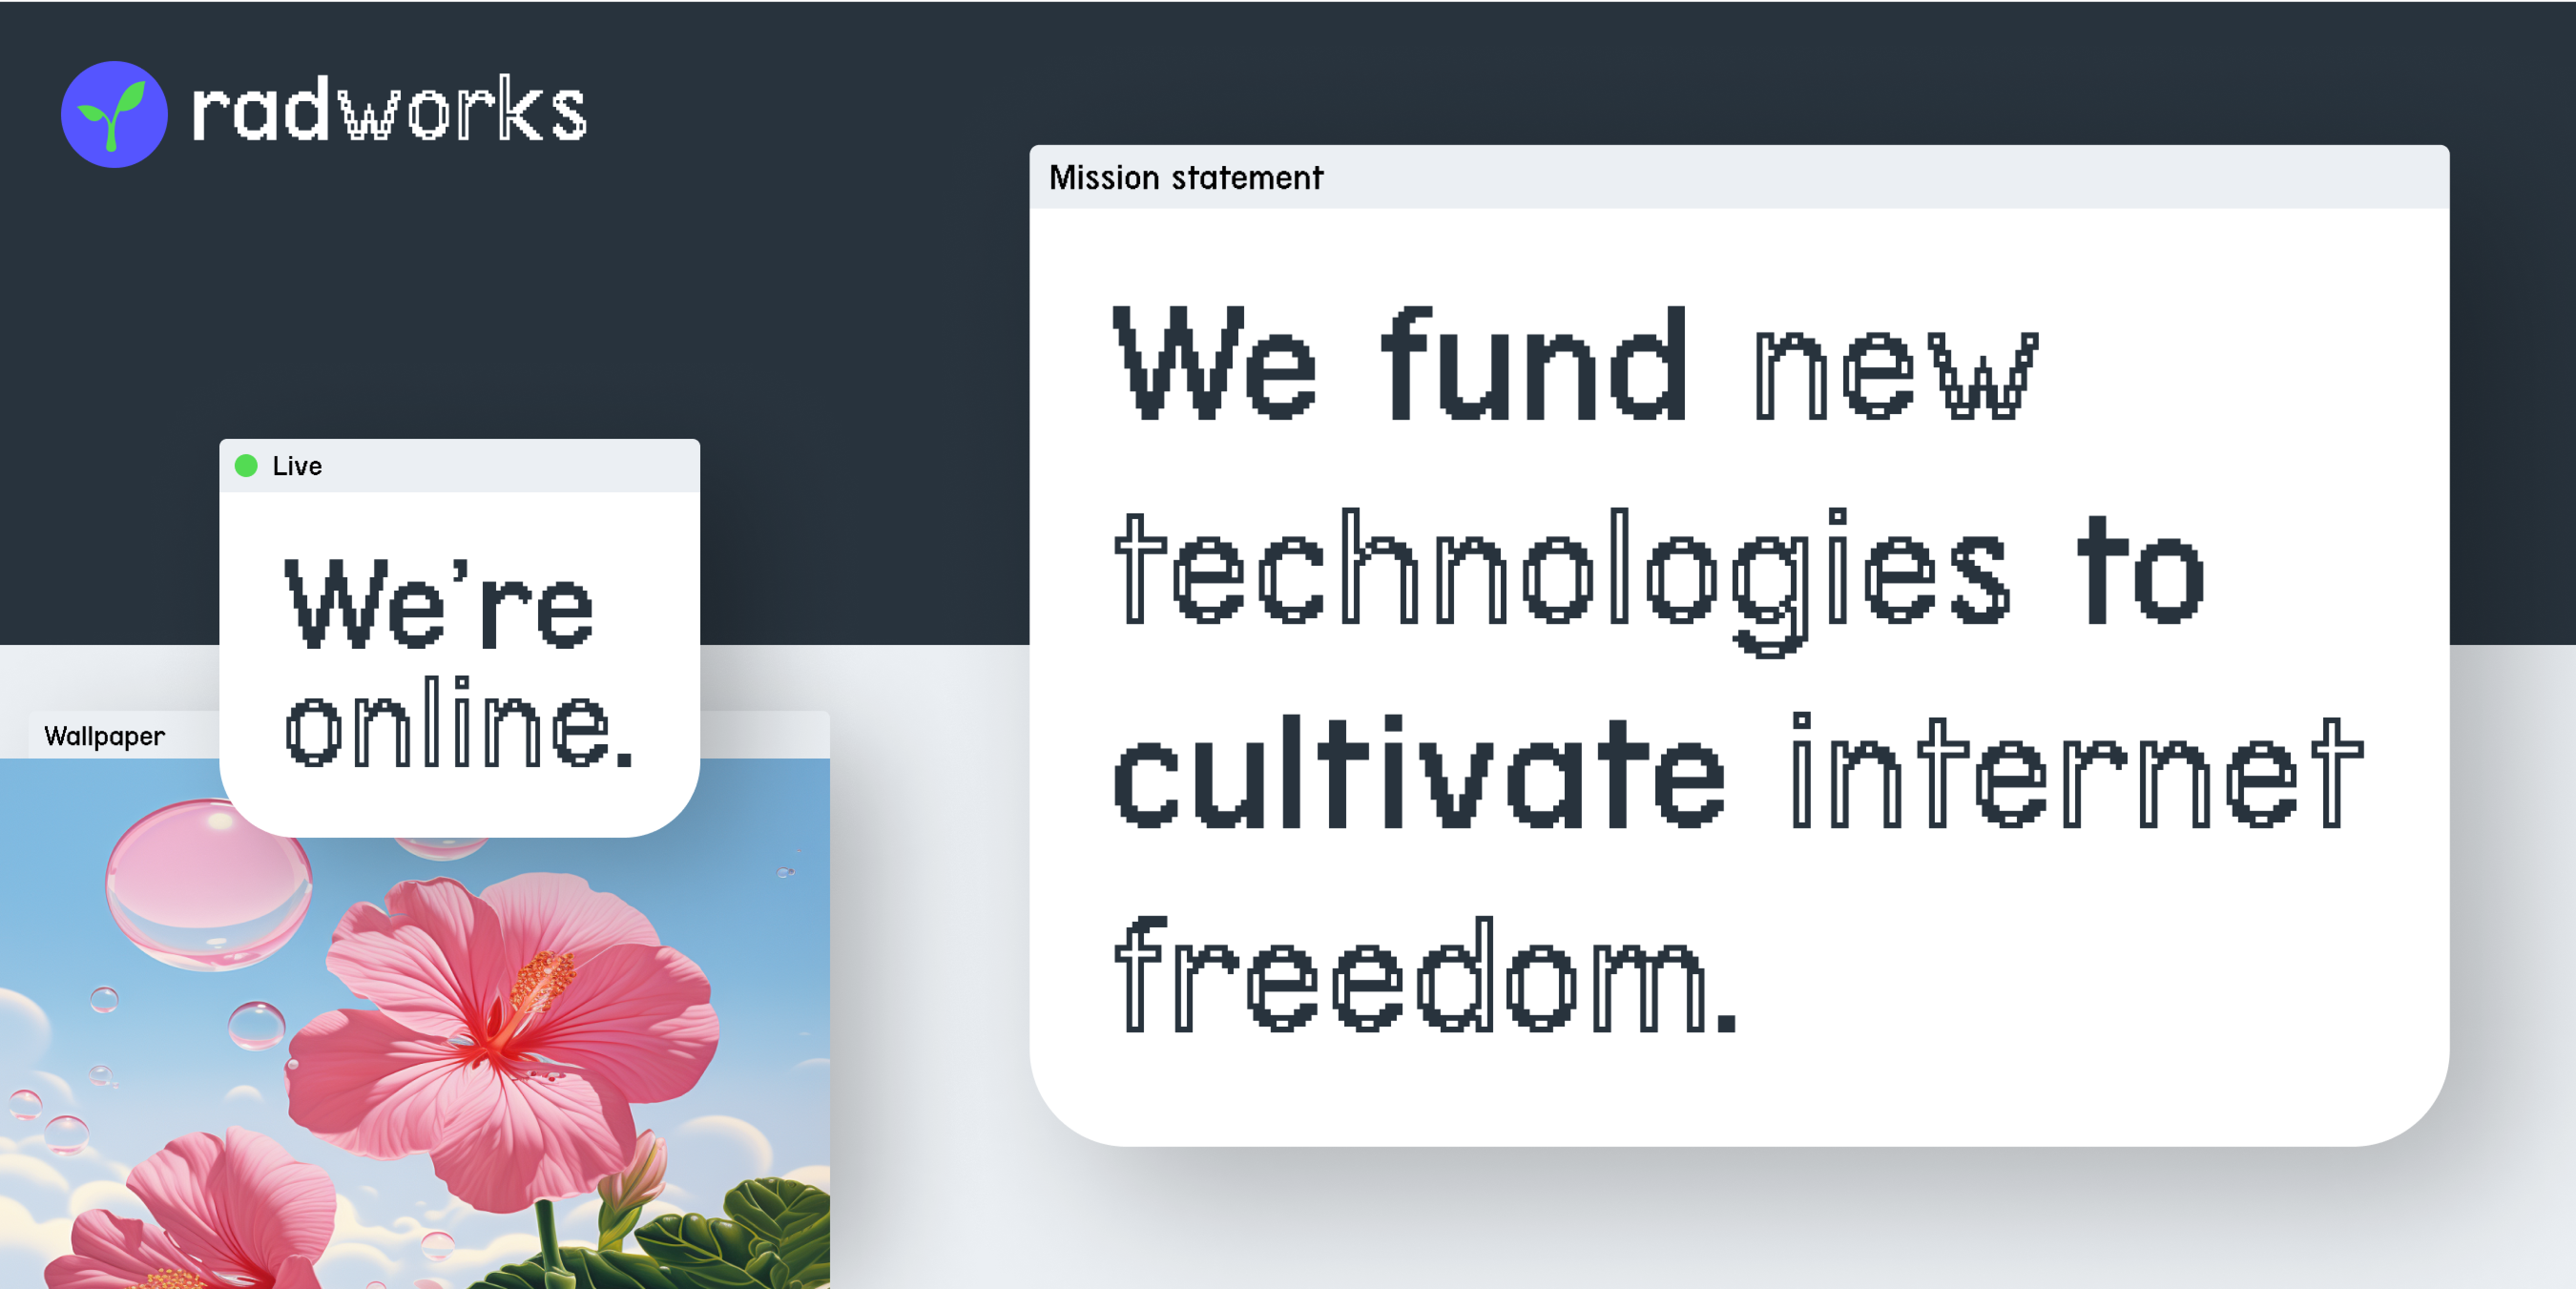 radworks
Mission statement
We fund new
technologies to
cultivate internet
freedom.
Live
We’re
online.
Wallpaper